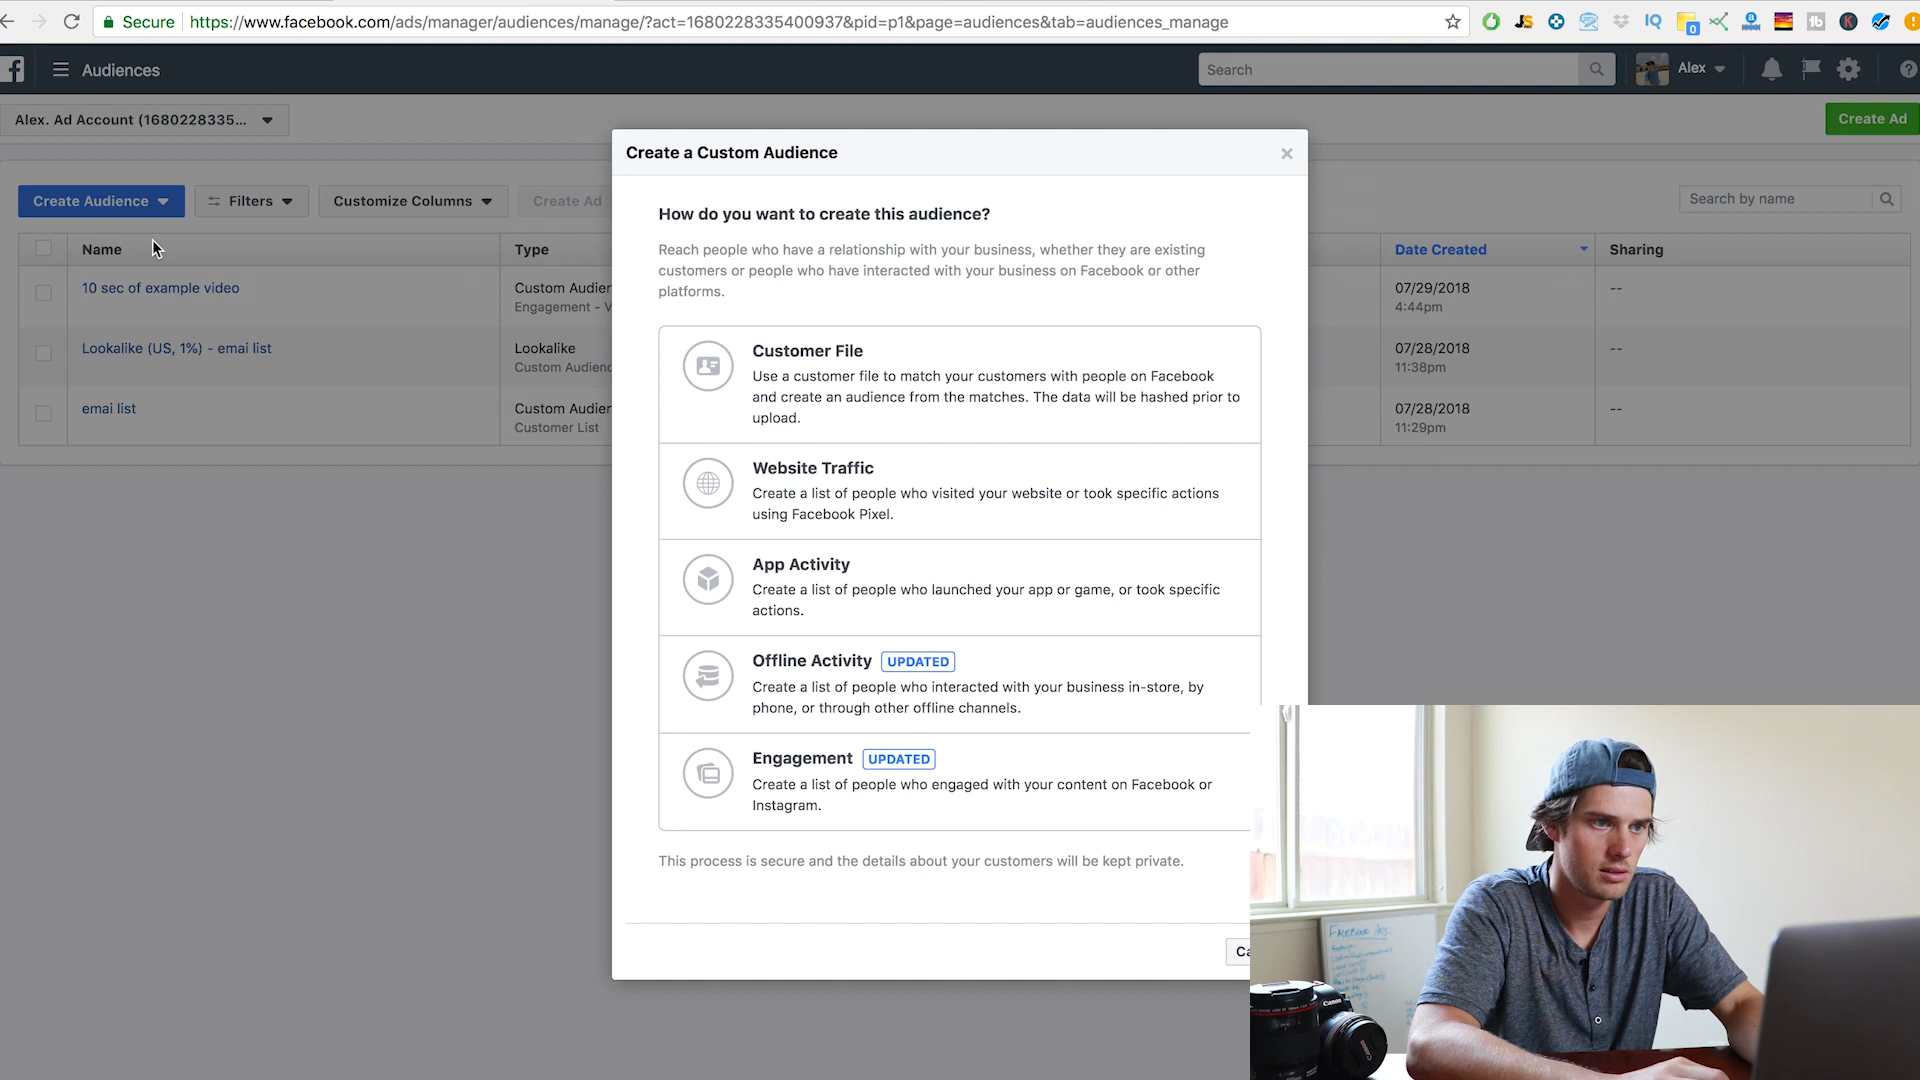 Secure https://www.facebook.com/ads/manager/audiences/manage/?act=1680228335400937&pid=p1&page=audiences&tab=audiences_manage
Audiences
Search
Alex
Alex. Ad Account (1680228335...
Create Ad
Create a Custom Audience
Create Audience
Filters
Customize Columns
Create Ad
Search by name
How do you want to create this audience?
Reach people who have a relationship with your business, whether they are existing
customers or people who have interacted with your business on Facebook or other
platforms.
Name
Type
Date Created
Sharing
10 sec of example video
Custom Audien
Engagement - V
07/29/2018
4:44pm
--
Lookalike (US, 1%) - emai list
Lookalike
Custom Audienc
07/28/2018
11:38pm
--
emai list
Custom Audien
Customer List
07/28/2018
11:29pm
--
Customer File
Use a customer file to match your customers with people on Facebook
and create an audience from the matches. The data will be hashed prior to
upload.
Website Traffic
Create a list of people who visited your website or took specific actions
using Facebook Pixel.
App Activity
Create a list of people who launched your app or game, or took specific
actions.
Offline Activity UPDATED
Create a list of people who interacted with your business in-store, by
phone, or through other offline channels.
Engagement UPDATED
Create a list of people who engaged with your content on Facebook or
Instagram.
This process is secure and the details about your customers will be kept private.
Ca
Facebook Ads
Canon
Canon